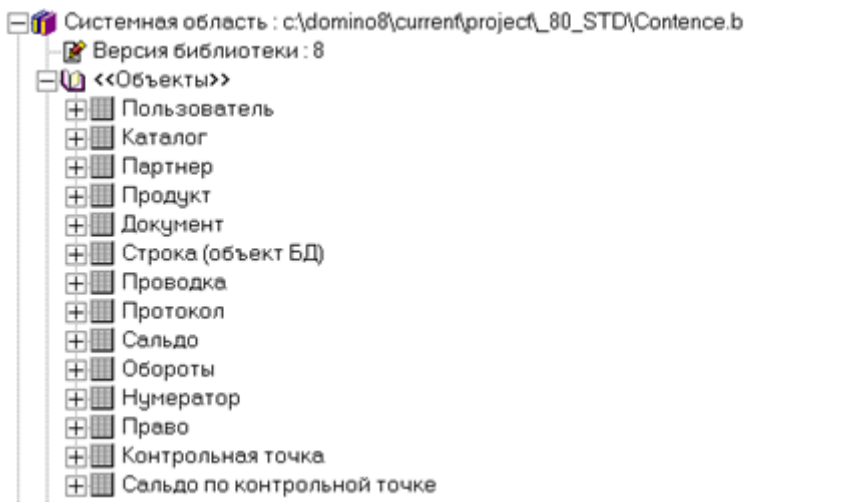 Системная область : c:\domino8\current\project\_80_STD\Contence.b
Версия библиотеки : 8
<<Объекты>>
Пользователь
Каталог
Партнер
Продукт
Документ
Строка (объект БД)
Проводка
Протокол
Сальдо
Обороты
Нумератор
Право
Контрольная точка
Сальдо по контрольной точке